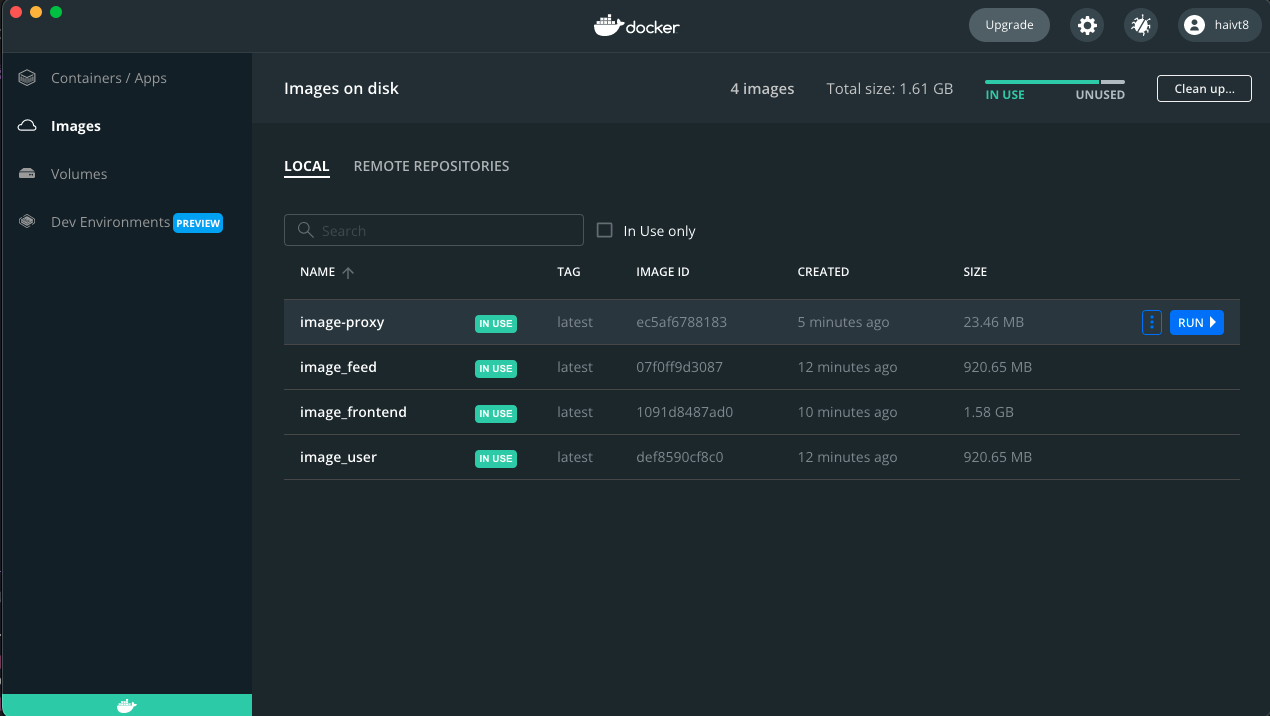 docker
Upgrade
haivt8
Containers / Apps
Images
Volumes
Dev Environments PREVIEW
Images on disk
4 images
Total size: 1.61 GB
IN USE
UNUSED
Clean up...
LOCAL
REMOTE REPOSITORIES
Search
In Use only
NAME TAG IMAGE ID CREATED SIZE
image-proxy IN USE latest ec5af6788183 5 minutes ago 23.46 MB RUN
image_feed IN USE latest 07f0ff9d3087 12 minutes ago 920.65 MB
image_frontend IN USE latest 1091d8487ad0 10 minutes ago 1.58 GB
image_user IN USE latest def8590cf8c0 12 minutes ago 920.65 MB